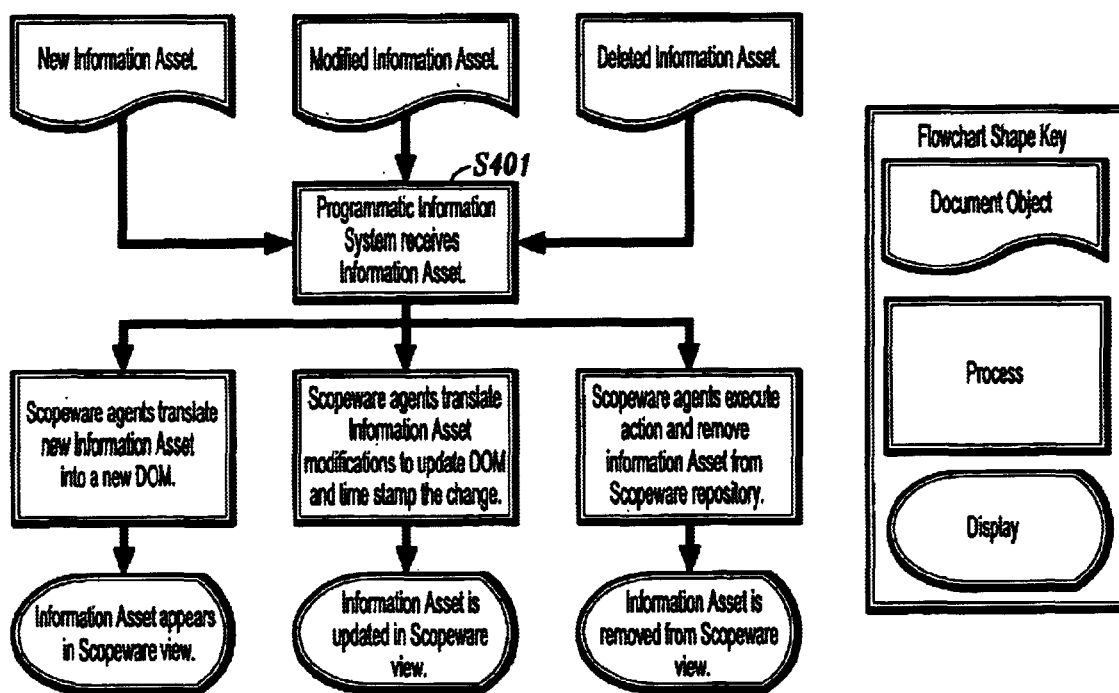 New Information Asset.
Modified Information Asset.
Deleted Information Asset.
S401
Programmatic Information
System receives
Information Asset.
Scopeware agents translate
new Information Asset
into a new DOM.
Scopeware agents translate
Information Asset
modifications to update DOM
and time stamp the change.
Scopeware agents execute
action and remove
information Asset from
Scopeware repository.
Information Asset appears
in Scopeware view.
Information Asset is
updated in Scopeware
view.
Information Asset is
removed from Scopeware
view.
Flowchart Shape Key
Document Object
Process
Display